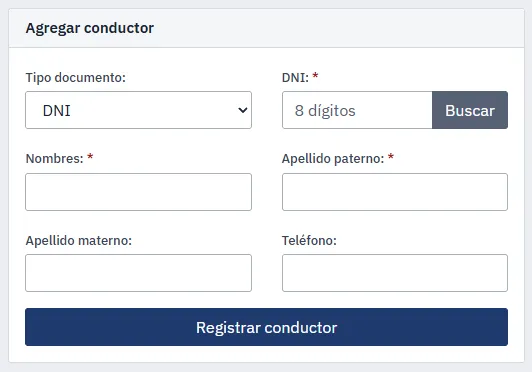 Agregar conductor
Tipo documento: DNI: *
DNI 8 dígitos Buscar
Nombres: * Apellido paterno: *
Apellido materno: Teléfono:
Registrar conductor